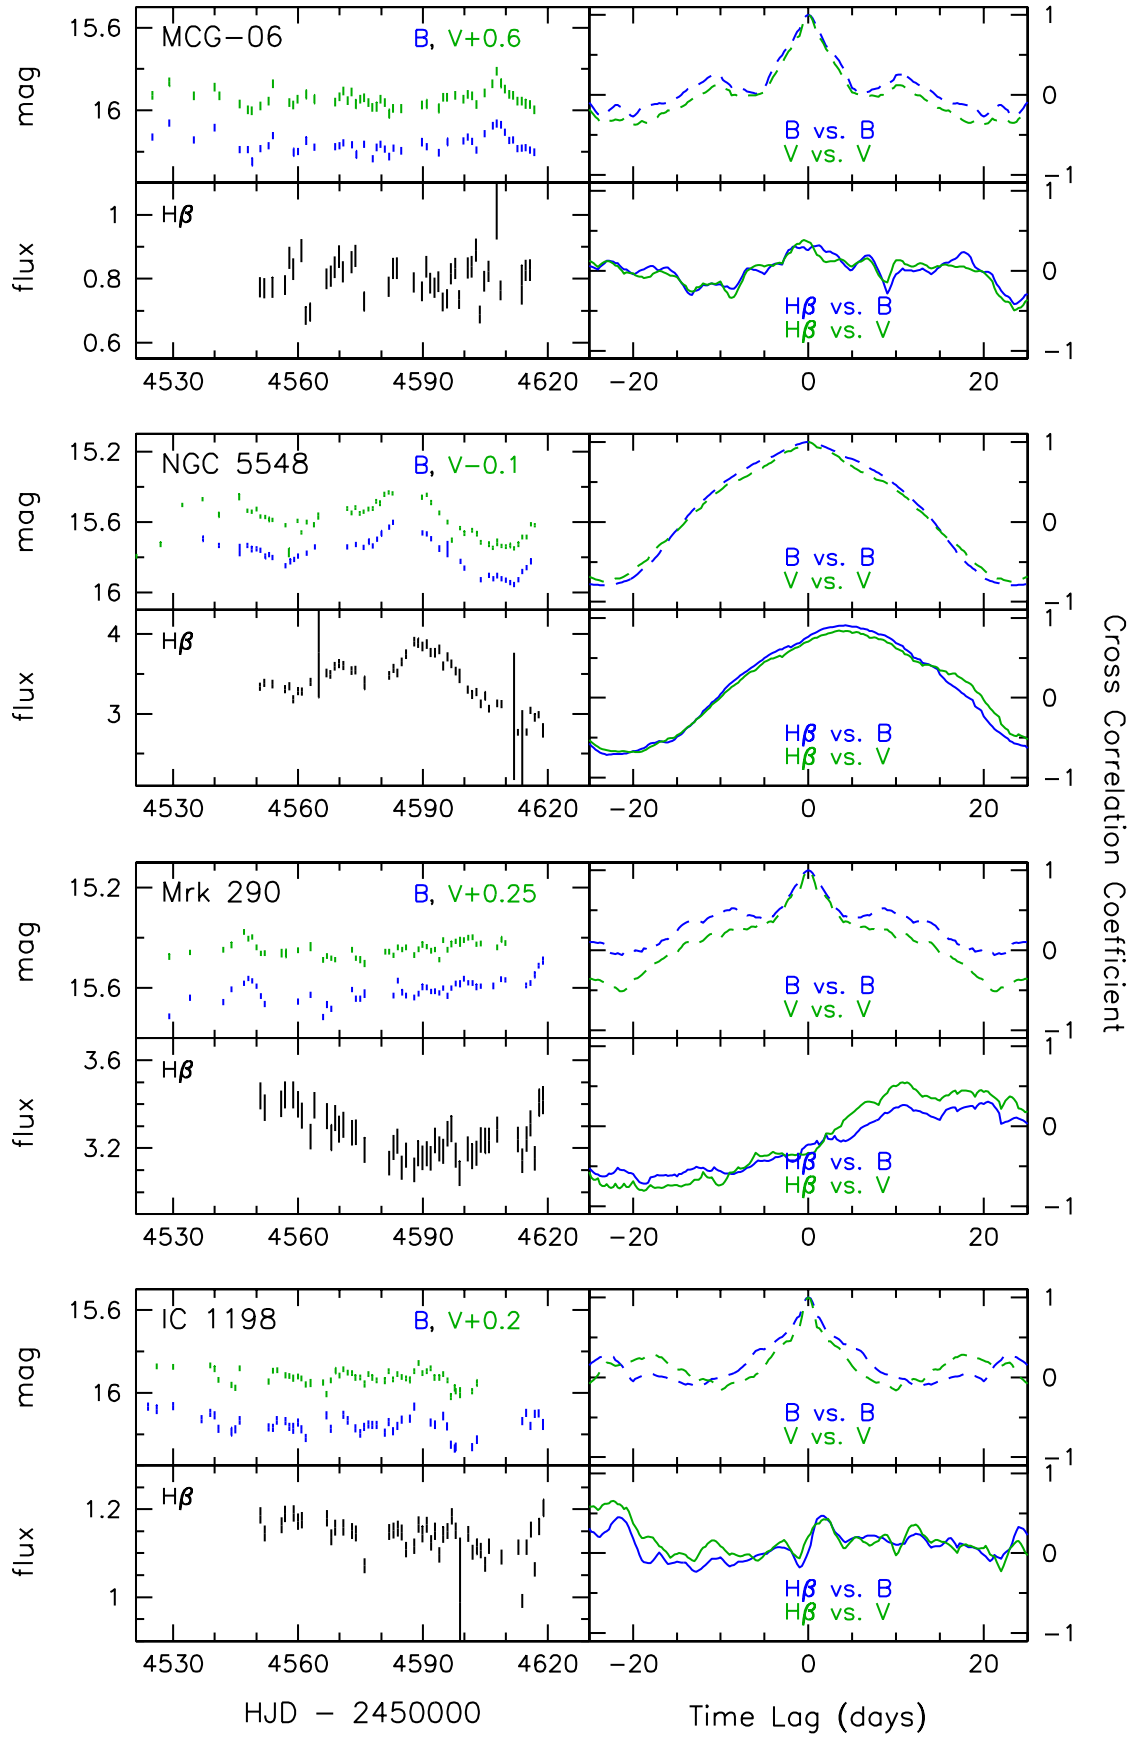 MCG−06 B, V+0.6
mag
15.6
16
B vs. B
V vs. V
1
0
−1
Hβ
flux
1
0.8
0.6
4530 4560 4590 4620
Hβ vs. B
Hβ vs. V
1
0
−1
−20 0 20
NGC 5548 B, V−0.1
mag
15.2
15.6
16
B vs. B
V vs. V
1
0
−1
Hβ
flux
4
3
4530 4560 4590 4620
Hβ vs. B
Hβ vs. V
1
0
−1
−20 0 20
Mrk 290 B, V+0.25
mag
15.2
15.6
B vs. B
V vs. V
1
0
−1
Hβ
flux
3.6
3.2
4530 4560 4590 4620
Hβ vs. B
Hβ vs. V
1
0
−1
−20 0 20
IC 1198 B, V+0.2
mag
15.6
16
B vs. B
V vs. V
1
0
−1
Hβ
flux
1.2
1
4530 4560 4590 4620
Hβ vs. B
Hβ vs. V
1
0
−1
−20 0 20
HJD − 2450000
Time Lag (days)
Cross Correlation Coefficient